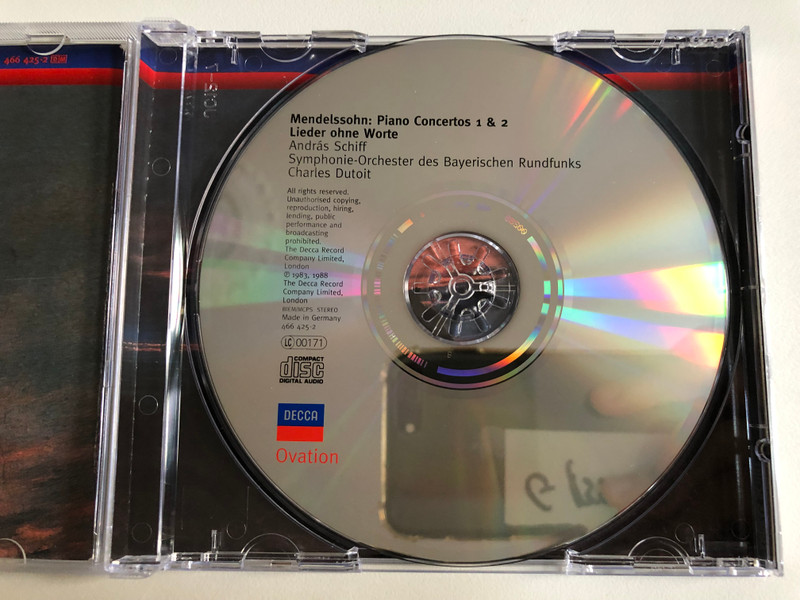 466 425-2
Mendelssohn: Piano Concertos 1 & 2
Lieder ohne Worte
András Schiff
Symphonie-Orchester des Bayerischen Rundfunks
Charles Dutoit
All rights reserved.
Unauthorised copying,
reproduction, hiring,
lending, public
performance and
broadcasting
prohibited.
The Decca Record
Company Limited,
London
℗ 1983, 1988
The Decca Record
Company Limited,
London
BIEM/MCPS STEREO
Made in Germany
466 425-2
LC 00171
COMPACT
disc
DIGITAL AUDIO
DECCA
Ovation